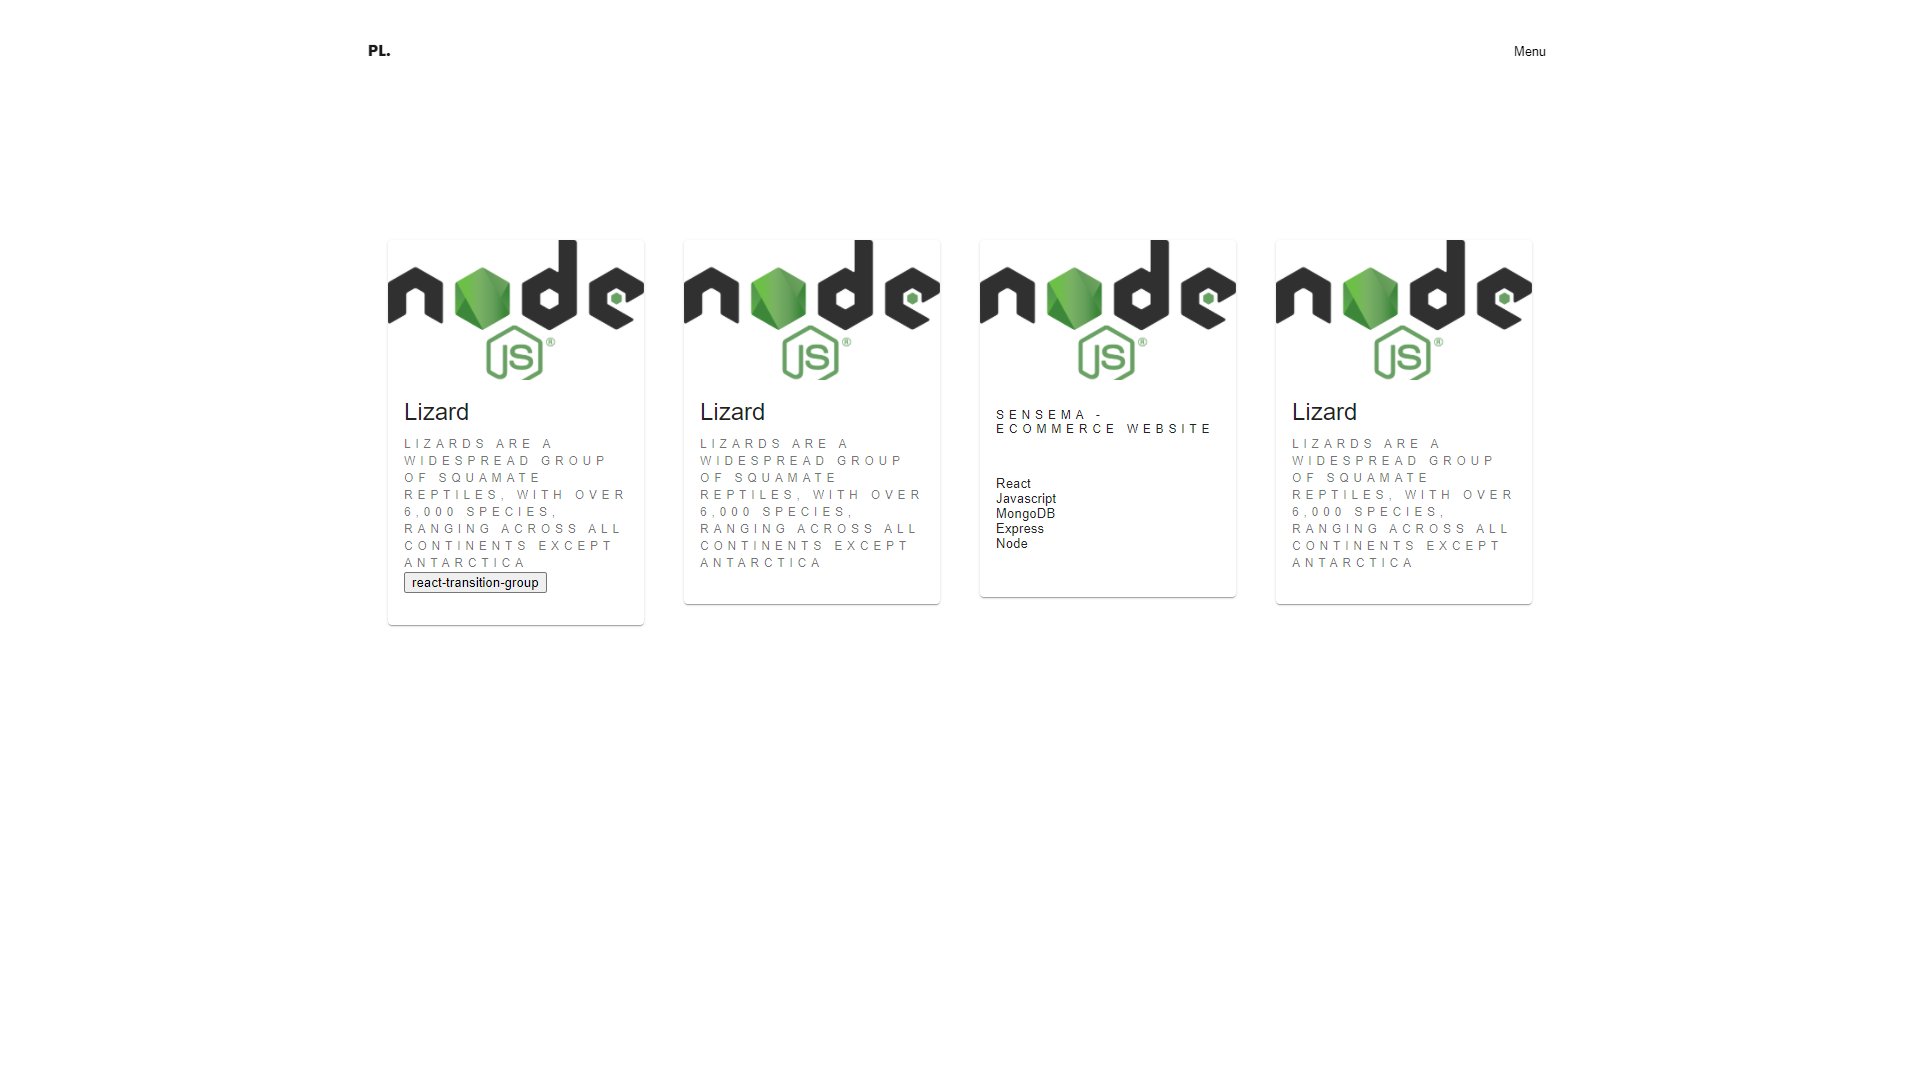 PL.
Menu
node
JS®
Lizard
LIZARDS ARE A
WIDESPREAD GROUP
OF SQUAMATE
REPTILES, WITH OVER
6,000 SPECIES,
RANGING ACROSS ALL
CONTINENTS EXCEPT
ANTARCTICA
react-transition-group
node
JS®
Lizard
LIZARDS ARE A
WIDESPREAD GROUP
OF SQUAMATE
REPTILES, WITH OVER
6,000 SPECIES,
RANGING ACROSS ALL
CONTINENTS EXCEPT
ANTARCTICA
node
JS®
SENSEMA -
ECOMMERCE WEBSITE
React
Javascript
MongoDB
Express
Node
node
JS®
Lizard
LIZARDS ARE A
WIDESPREAD GROUP
OF SQUAMATE
REPTILES, WITH OVER
6,000 SPECIES,
RANGING ACROSS ALL
CONTINENTS EXCEPT
ANTARCTICA